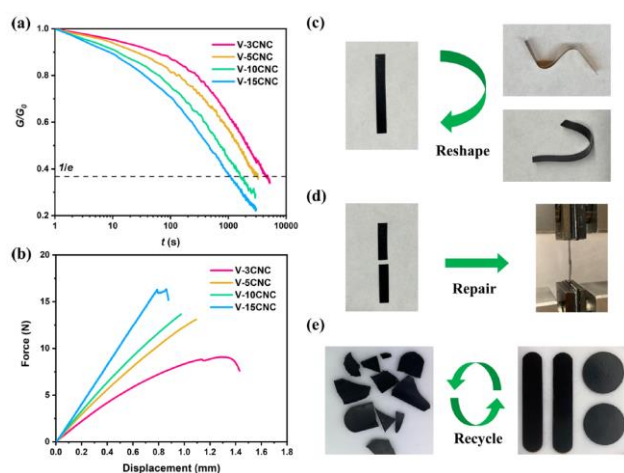 (a)
1.0
0.8
0.6
0.4
0.2
G/G0
V-3CNC
V-5CNC
V-10CNC
V-15CNC
1/e
1 10 100 1000 10000
t (s)
(b)
25
20
15
10
5
0
Force (N)
V-3CNC
V-5CNC
V-10CNC
V-15CNC
0.0 0.2 0.4 0.6 0.8 1.0 1.2 1.4 1.6 1.8
Displacement (mm)
(c)
Reshape
(d)
Repair
(e)
Recycle